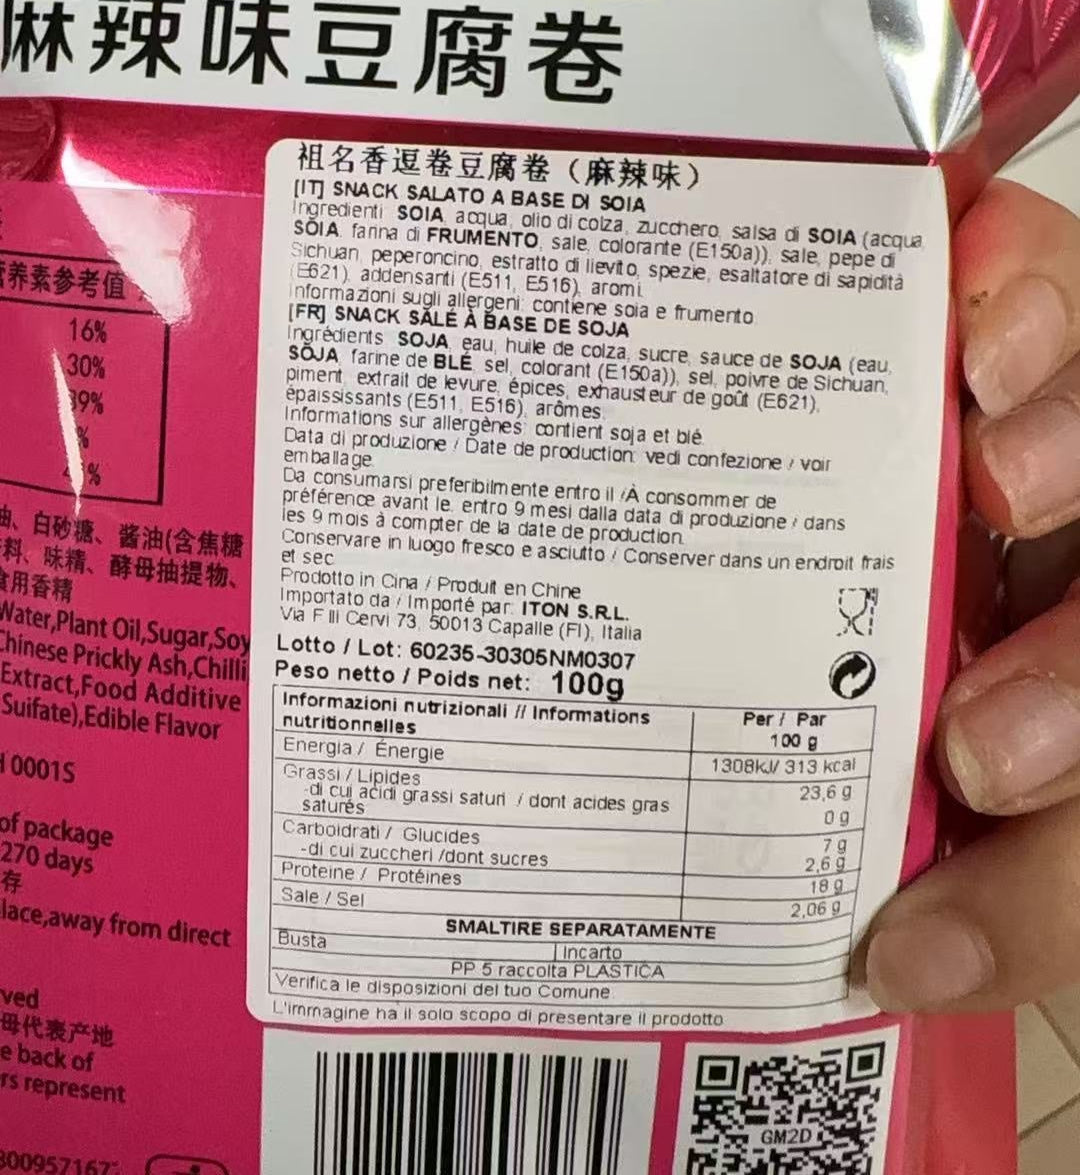 麻辣味豆腐卷
养素参考值
16%
30%
39%
%
%
油、白砂糖、酱油(含焦糖
料、味精、酵母抽提物、
食用香精
Water,Plant Oil,Sugar,Soy
Chinese Prickly Ash,Chilli
Extract,Food Additive
Suifate),Edible Flavor
0001S
of package
270 days
存
lace,away from direct
ved
母代表产地
e back of
rs represent
300957167
祖名香逗卷豆腐卷（麻辣味）
[IT] SNACK SALATO A BASE DI SOIA
Ingredienti: SOIA, acqua, olio di colza, zucchero, salsa di SOIA (acqua,
SOIA, farina di FRUMENTO, sale, colorante (E150a)), sale, pepe di
Sichuan, peperoncino, estratto di lievito, spezie, esaltatore di sapidità
(E621), addensanti (E511, E516), aromi.
Informazioni sugli allergeni: contiene soia e frumento.
[FR] SNACK SALÉ À BASE DE SOJA
Ingrédients: SOJA, eau, huile de colza, sucre, sauce de SOJA (eau,
SOJA, farine de BLÉ, sel, colorant (E150a)), sel, poivre de Sichuan,
piment, extrait de levure, épices, exhausteur de goût (E621),
épaississants (E511, E516), arômes.
Informations sur allergènes: contient soja et blé.
Data di produzione / Date de production: vedi confezione / voir
emballage.
Da consumarsi preferibilmente entro il /À consommer de
préférence avant le: entro 9 mesi dalla data di produzione / dans
les 9 mois à compter de la date de production.
Conservare in luogo fresco e asciutto / Conserver dans un endroit frais
et sec
Prodotto in Cina / Produit en Chine
Importato da / Importé par: ITON S.R.L.
Via F.lli Cervi 73, 50013 Capalle (FI), Italia
Lotto / Lot: 60235-30305NM0307
Peso netto / Poids net: 100g
Informazioni nutrizionali // Informations nutritionnelles Per / Par 100 g
Energia / Énergie 1308kJ/ 313 kcal
Grassi / Lipides 23,6 g
-di cui acidi grassi saturi / dont acides gras saturés 0 g
Carboidrati / Glucides 7 g
-di cui zuccheri /dont sucres 2,6 g
Proteine / Protéines 18 g
Sale / Sel 2,06 g
SMALTIRE SEPARATAMENTE
Busta Incarto
PP 5 raccolta PLASTICA
Verifica le disposizioni del tuo Comune.
L'immagine ha il solo scopo di presentare il prodotto
GM2D